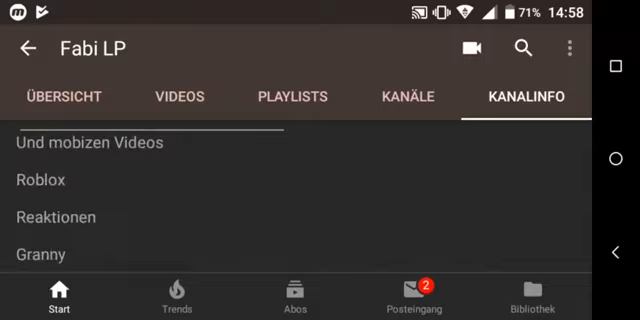 71% 14:58
Fabi LP
ÜBERSICHT VIDEOS PLAYLISTS KANÄLE KANALINFO
Und mobizen Videos
Roblox
Reaktionen
Granny
2
Start Trends Abos Posteingang Bibliothek